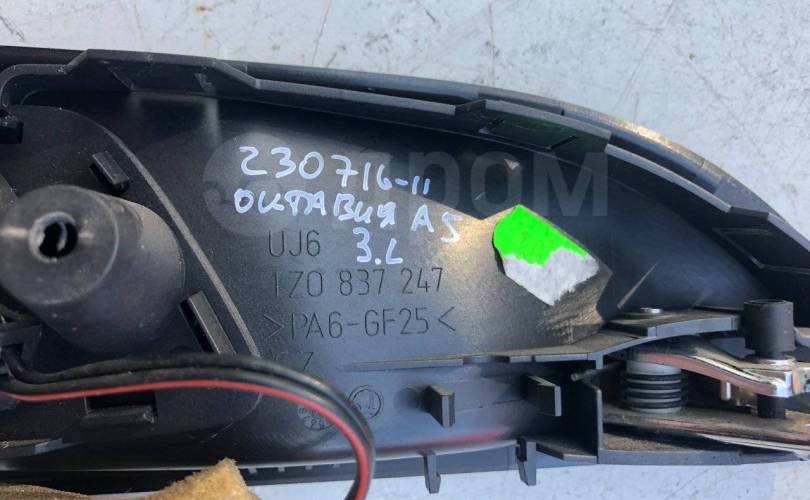 230716-11
ОКТАВИЯ А5
3.L
UJ6
1Z0 837 247
>PA6-GF25<